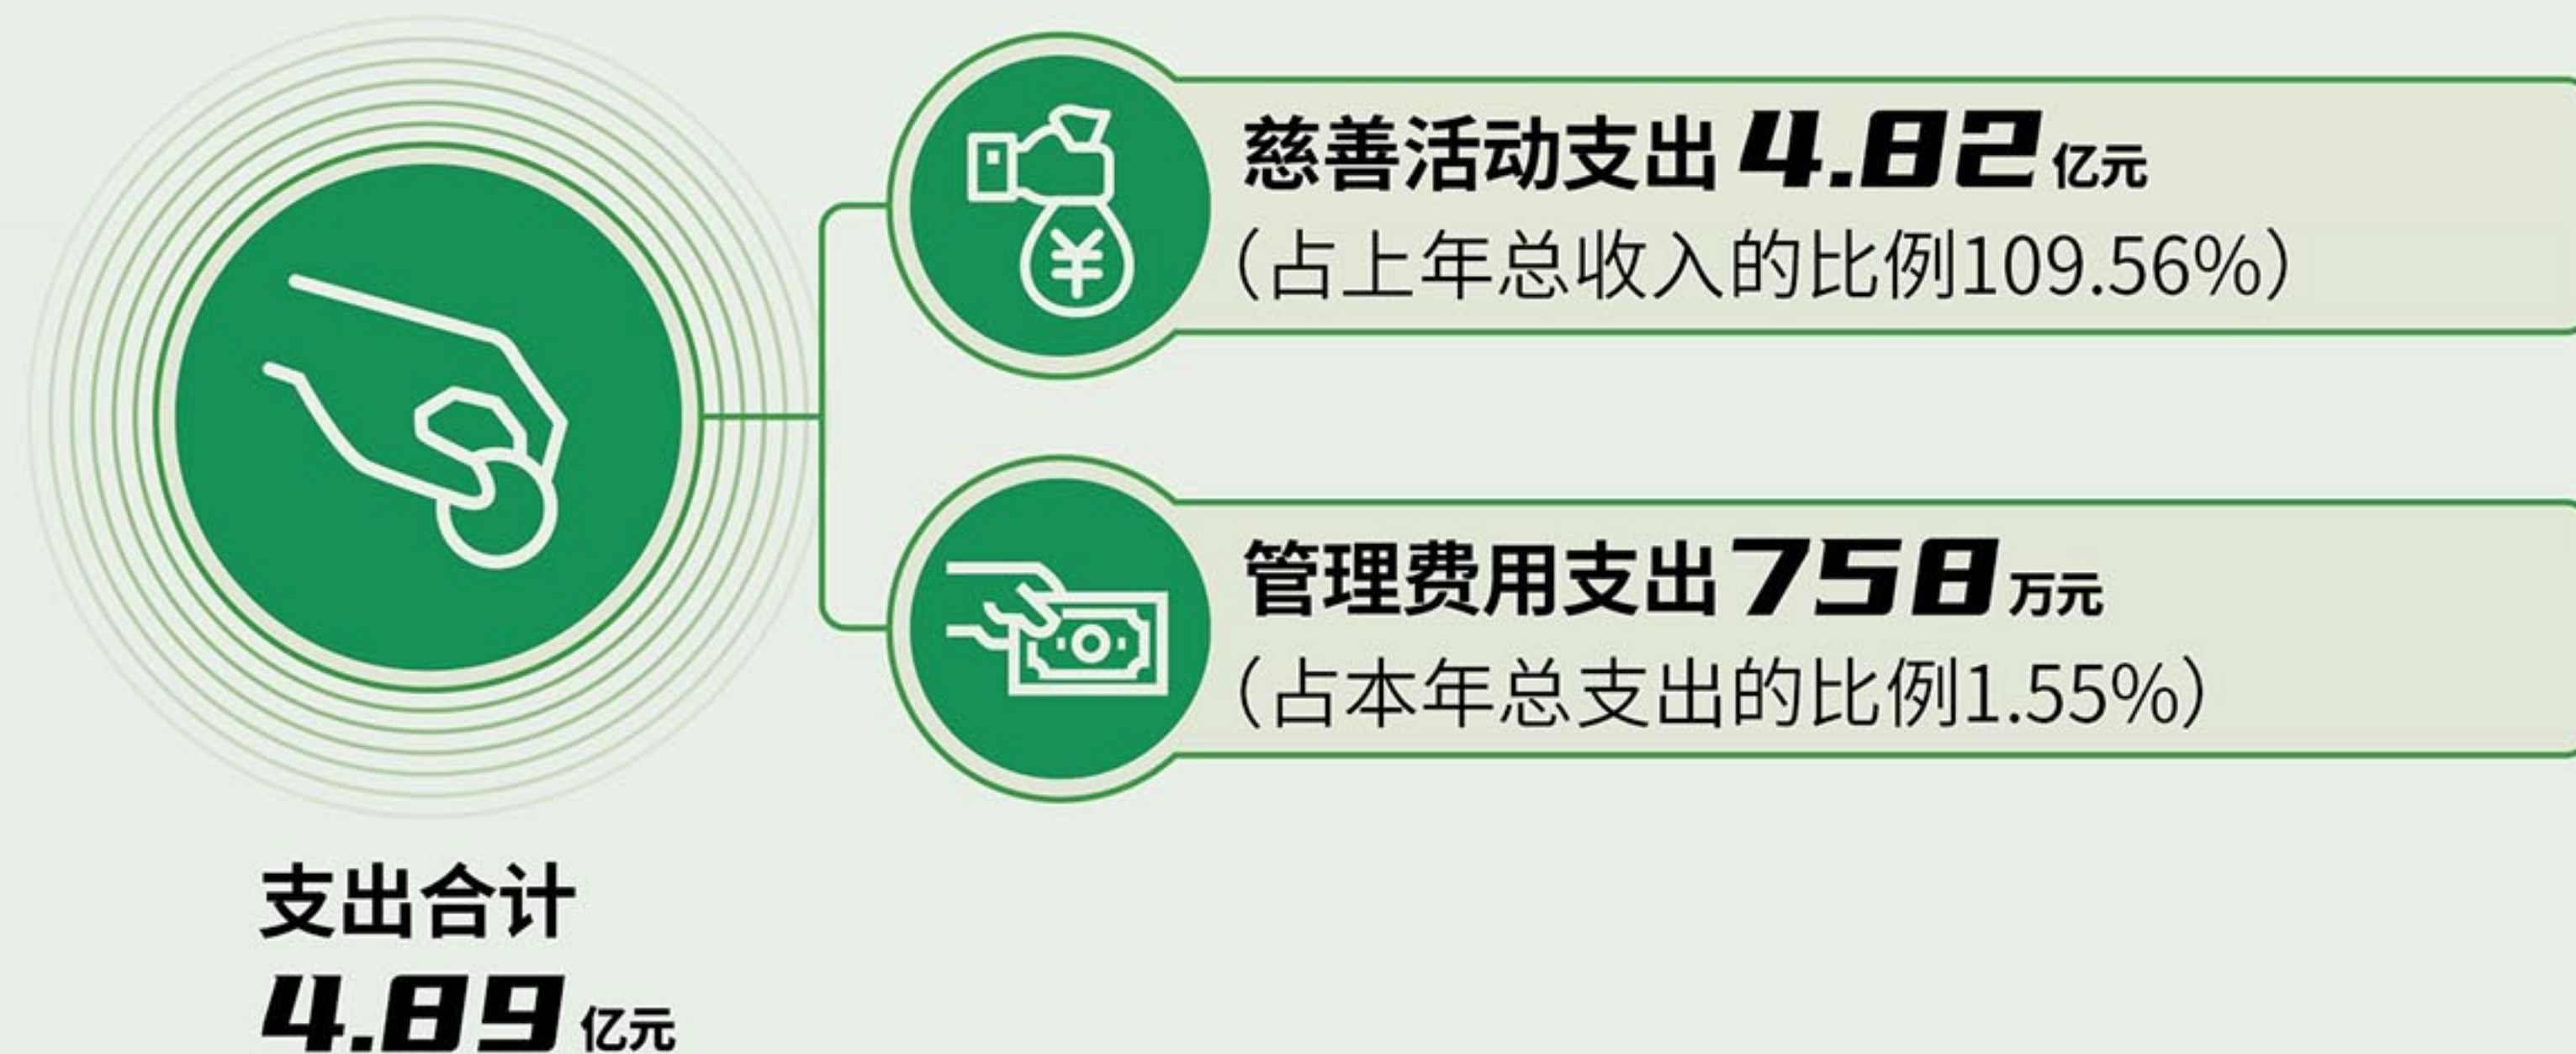 慈善活动支出4.82亿元
（占上年总收入的比例109.56%）
管理费用支出758万元
（占本年总支出的比例1.55%）
支出合计
4.89亿元